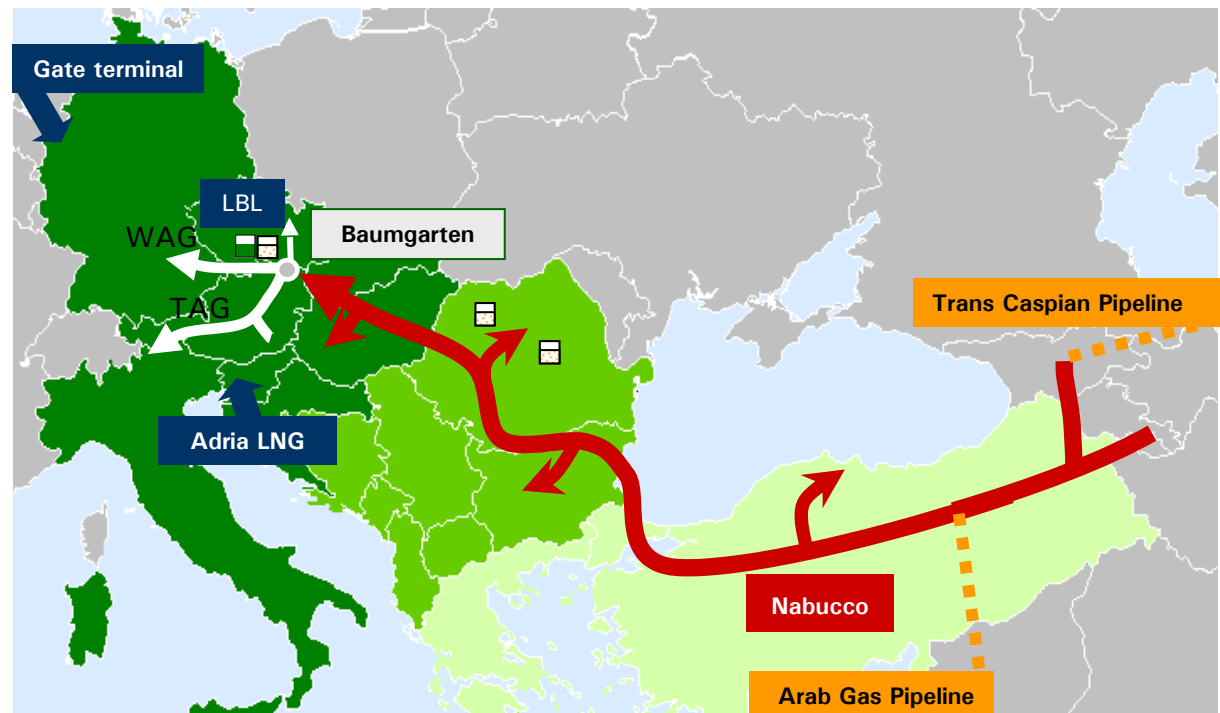 Gate terminal
LBL
WAG
Baumgarten
TAG
Trans Caspian Pipeline
Adria LNG
Nabucco
Arab Gas Pipeline